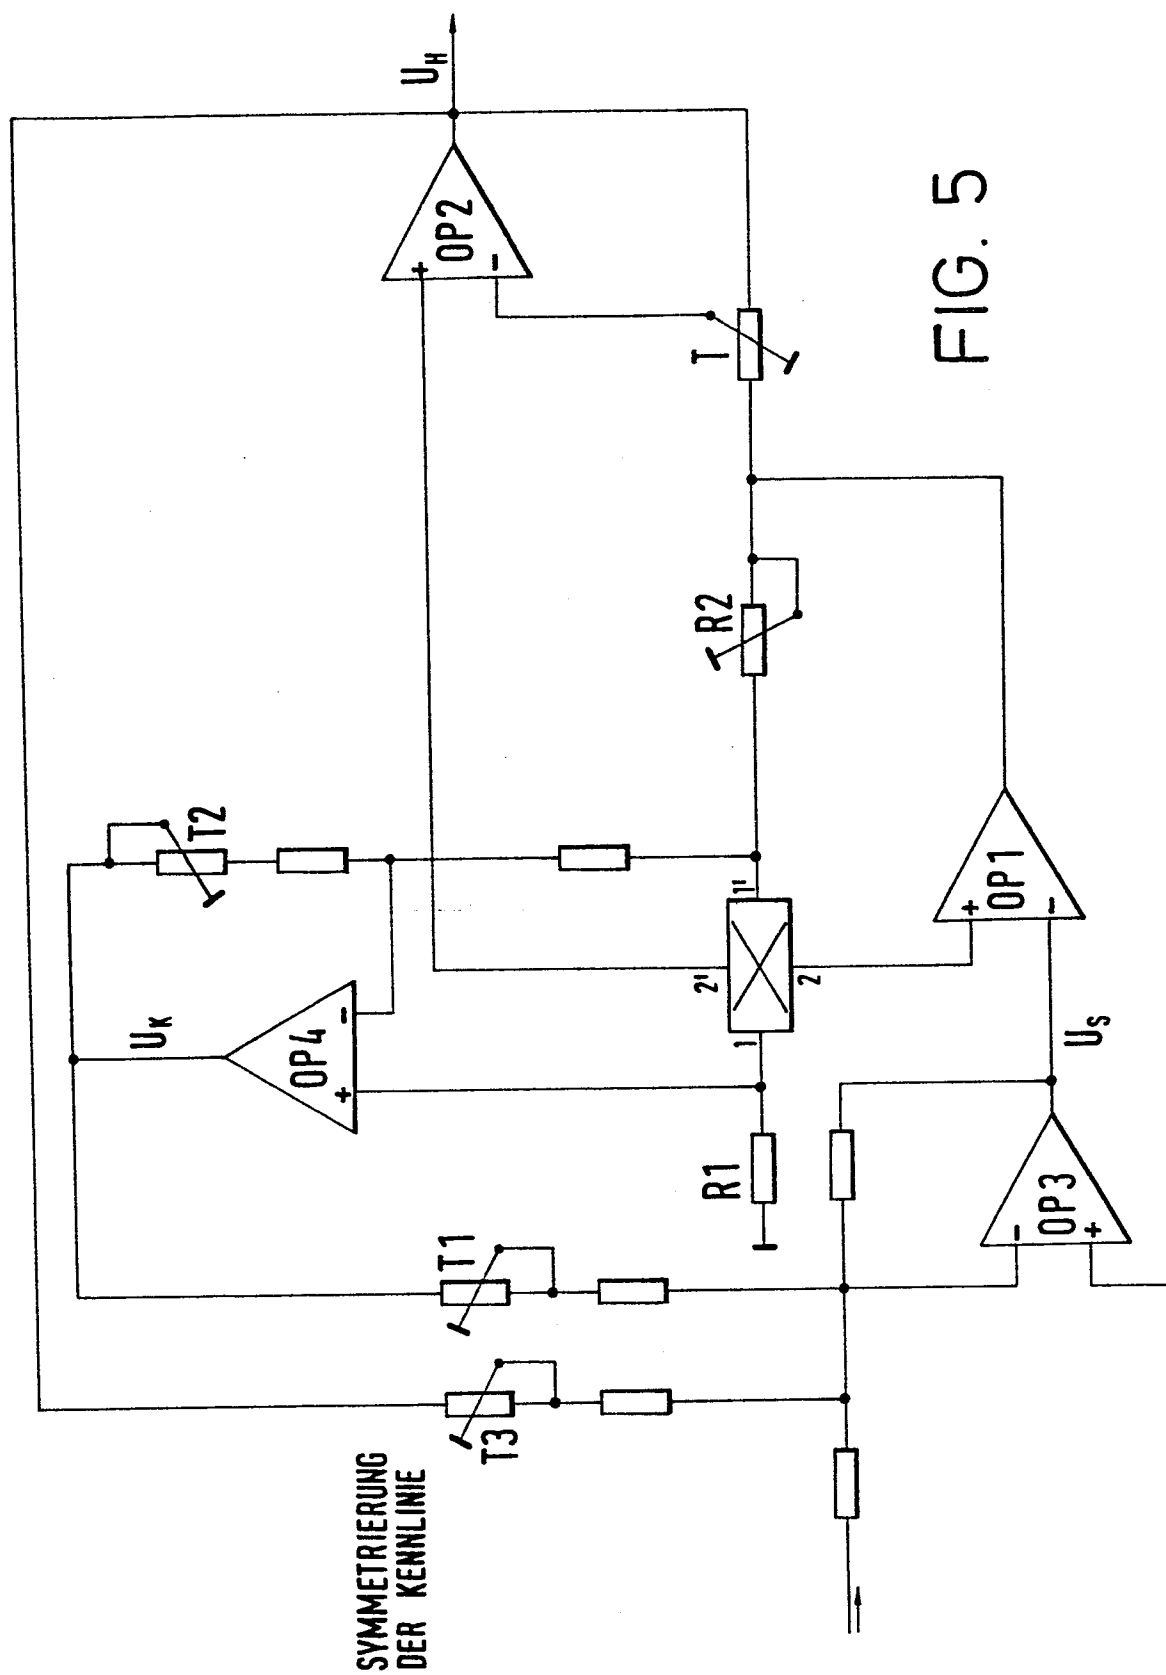 SYMMETRIERUNG
DER KENNLINIE
T3
T1
U_K
OP4
+
-
T2
U_H
OP2
+
-
T
R2
R1
1
1'
2'
2
OP3
-
+
U_S
OP1
+
-
FIG. 5